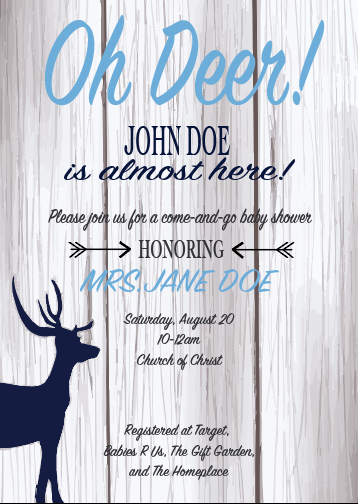 Oh Deer!
JOHN DOE
is almost here!
Please join us for a come-and-go baby shower
HONORING
MRS. JANE DOE
Saturday, August 20
10-12am
Church of Christ
Registered at Target,
Babies R Us, The Gift Garden,
and The Homeplace